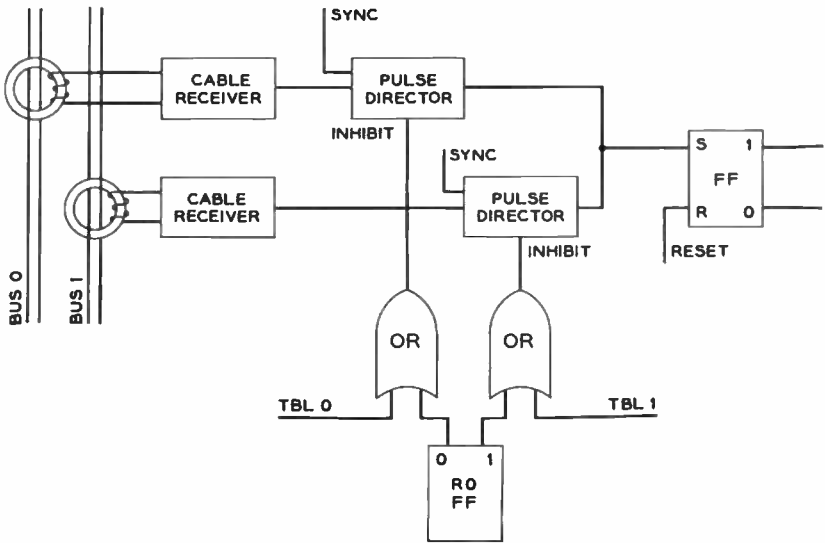 SYNC
CABLE
RECEIVER
PULSE
DIRECTOR
INHIBIT
SYNC
S 1
FF
R 0
CABLE
RECEIVER
PULSE
DIRECTOR
INHIBIT
RESET
BUS 0
BUS 1
OR
OR
TBL 0
TBL 1
0 1
R0
FF